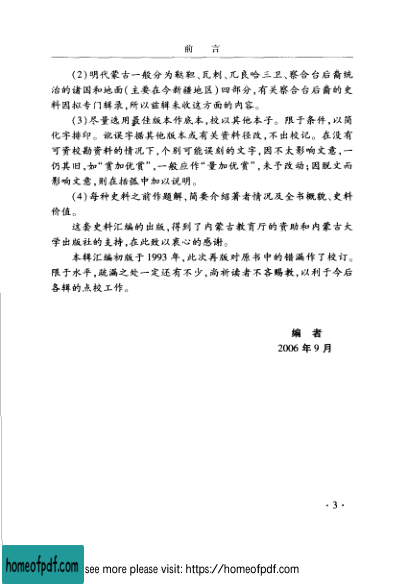 前 言
(2)明代蒙古一般分为鞑靼、瓦刺、兀良哈三卫、察合台后裔统
治的诸国和地面(主要在今新疆地区)四部分,有关察合台后裔的史
料因拟专门辑录,所以兹辑未收这方面的内容。
(3)尽量选用最佳版本作底本,校以其他本子。限于条件,以简
化字排印。讹误字据其他版本或有关资料径改,不出校记。在没有
可资校勘资料的情况下,个别可能误刻的文字,因不太影响文意,一
仍其旧,如“赏加优赏”,一般应作“量加优赏”,未予改动;因脱文而
影响文意,则在括弧中加以说明。
(4)每种史料之前作题解,简要介绍著者情况及全书概貌、史料
价值。
这套史料汇编的出版,得到了内蒙古教育厅的资助和内蒙古大
学出版社的支持,在此致以衷心的感谢。
本辑汇编初版于1993年,此次再版对原书中的错漏作了校订。
限于水平,疏漏之处一定还有不少,尚祈读者不吝赐教,以利于今后
各辑的点校工作。
编 者
2006年9月
·3·
homeofpdf.com
see more please visit: https://homeofpdf.com